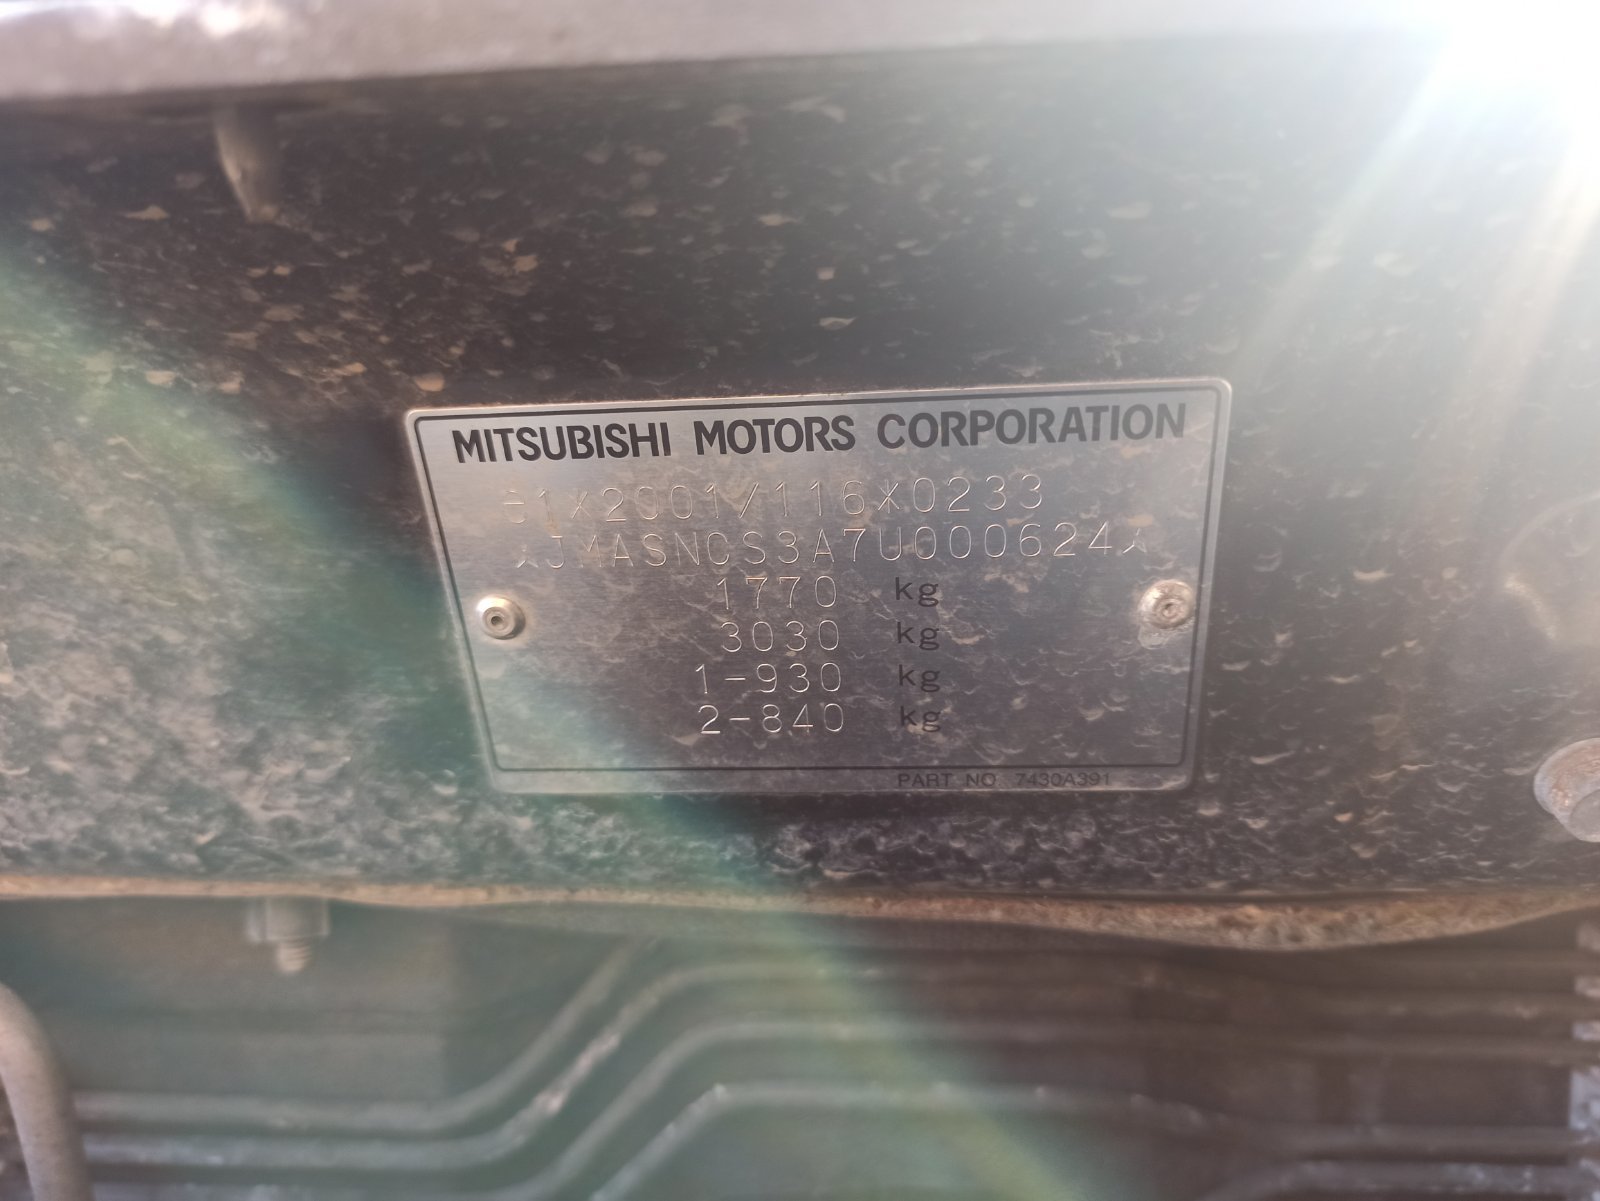 MITSUBISHI MOTORS CORPORATION
e1*2001/116*0233
*JMASNCS3A7U000624*
1770 kg
3030 kg
1-930 kg
2-840 kg
PART NO 7430A391